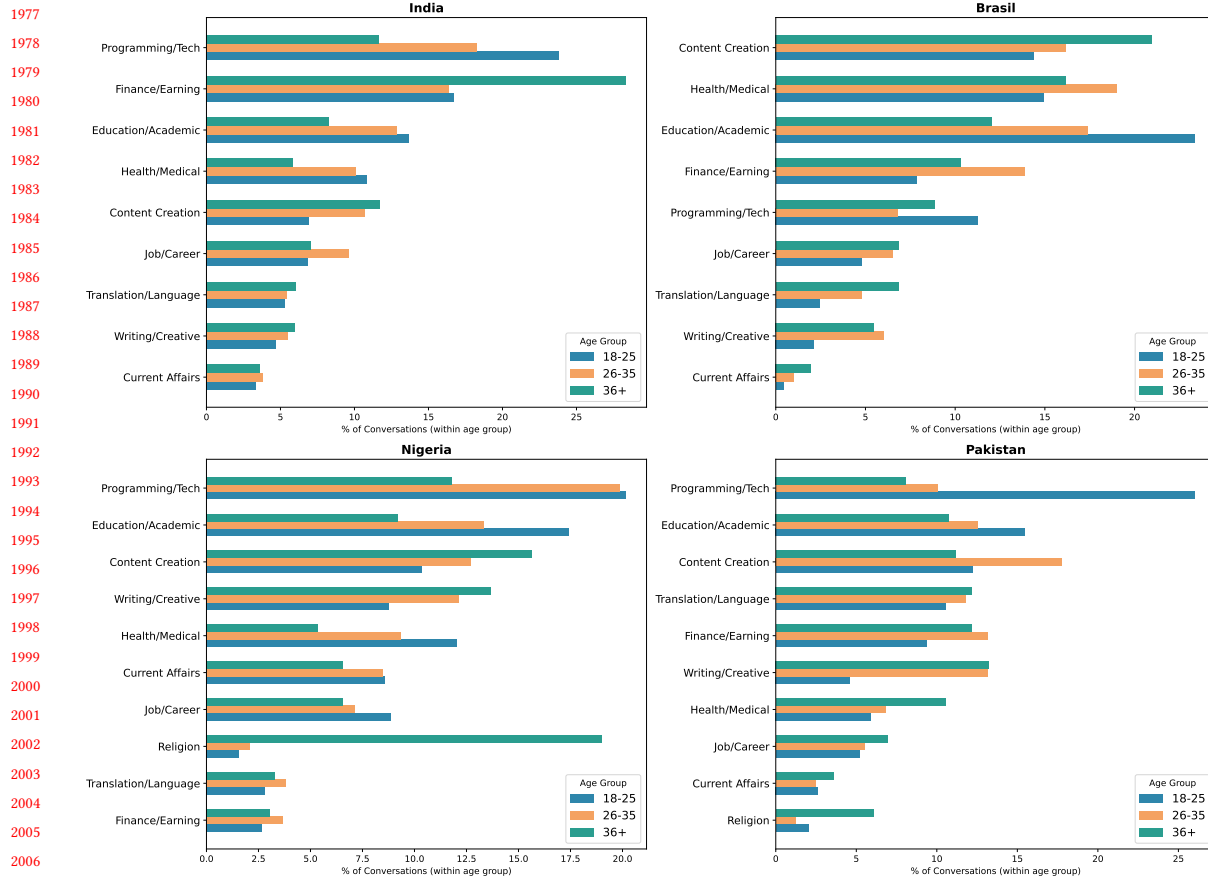 1977
1978
1979
1980
1981
1982
1983
1984
1985
1986
1987
1988
1989
1990
1991
1992
1993
1994
1995
1996
1997
1998
1999
2000
2001
2002
2003
2004
2005
2006
India
Programming/Tech
Finance/Earning
Education/Academic
Health/Medical
Content Creation
Job/Career
Translation/Language
Writing/Creative
Current Affairs
Age Group
18-25
26-35
36+
0 5 10 15 20 25
% of Conversations (within age group)
Brasil
Content Creation
Health/Medical
Education/Academic
Finance/Earning
Programming/Tech
Job/Career
Translation/Language
Writing/Creative
Current Affairs
Age Group
18-25
26-35
36+
0 5 10 15 20
% of Conversations (within age group)
Nigeria
Programming/Tech
Education/Academic
Content Creation
Writing/Creative
Health/Medical
Current Affairs
Job/Career
Religion
Translation/Language
Finance/Earning
Age Group
18-25
26-35
36+
0.0 2.5 5.0 7.5 10.0 12.5 15.0 17.5 20.0
% of Conversations (within age group)
Pakistan
Programming/Tech
Education/Academic
Content Creation
Translation/Language
Finance/Earning
Writing/Creative
Health/Medical
Job/Career
Current Affairs
Religion
Age Group
18-25
26-35
36+
0 5 10 15 20 25
% of Conversations (within age group)